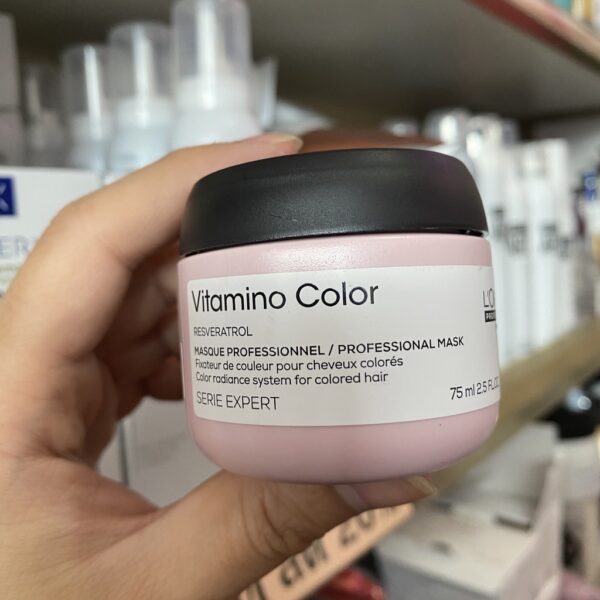 Vitamino Color
RESVERATROL
MASQUE PROFESSIONNEL / PROFESSIONAL MASK
Fixateur de couleur pour cheveux colorés
Color radiance system for colored hair
SERIE EXPERT
75 ml 2.5 FL.OZ
L'O